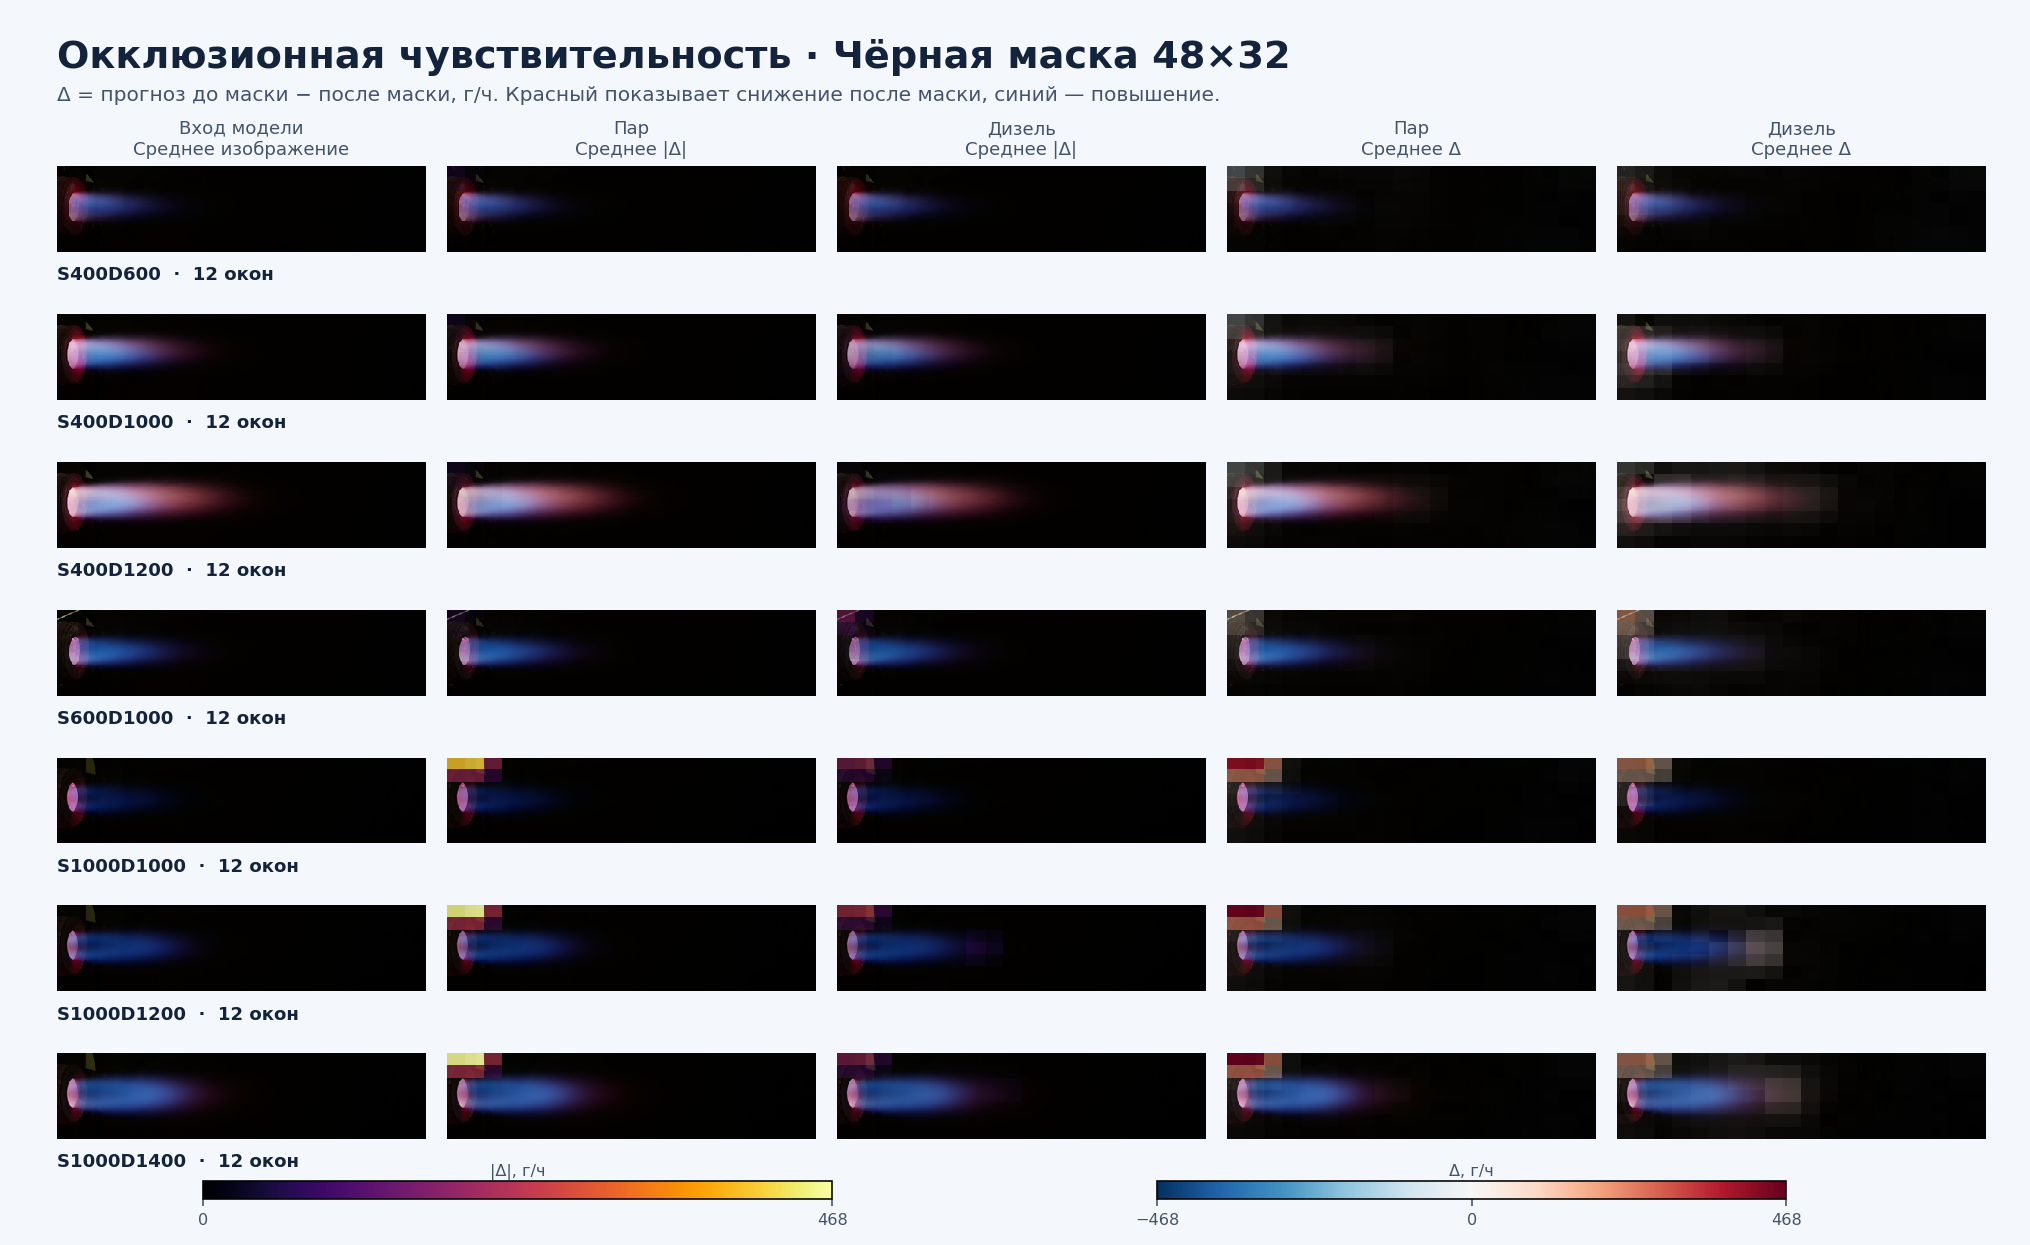 Окклюзионная чувствительность · Чёрная маска 48×32
Δ = прогноз до маски − после маски, г/ч. Красный показывает снижение после маски, синий — повышение.
Вход модели
Среднее изображение
Пар
Среднее |Δ|
Дизель
Среднее |Δ|
Пар
Среднее Δ
Дизель
Среднее Δ
S400D600 · 12 окон
S400D1000 · 12 окон
S400D1200 · 12 окон
S600D1000 · 12 окон
S1000D1000 · 12 окон
S1000D1200 · 12 окон
S1000D1400 · 12 окон
|Δ|, г/ч
0
468
Δ, г/ч
−468
0
468